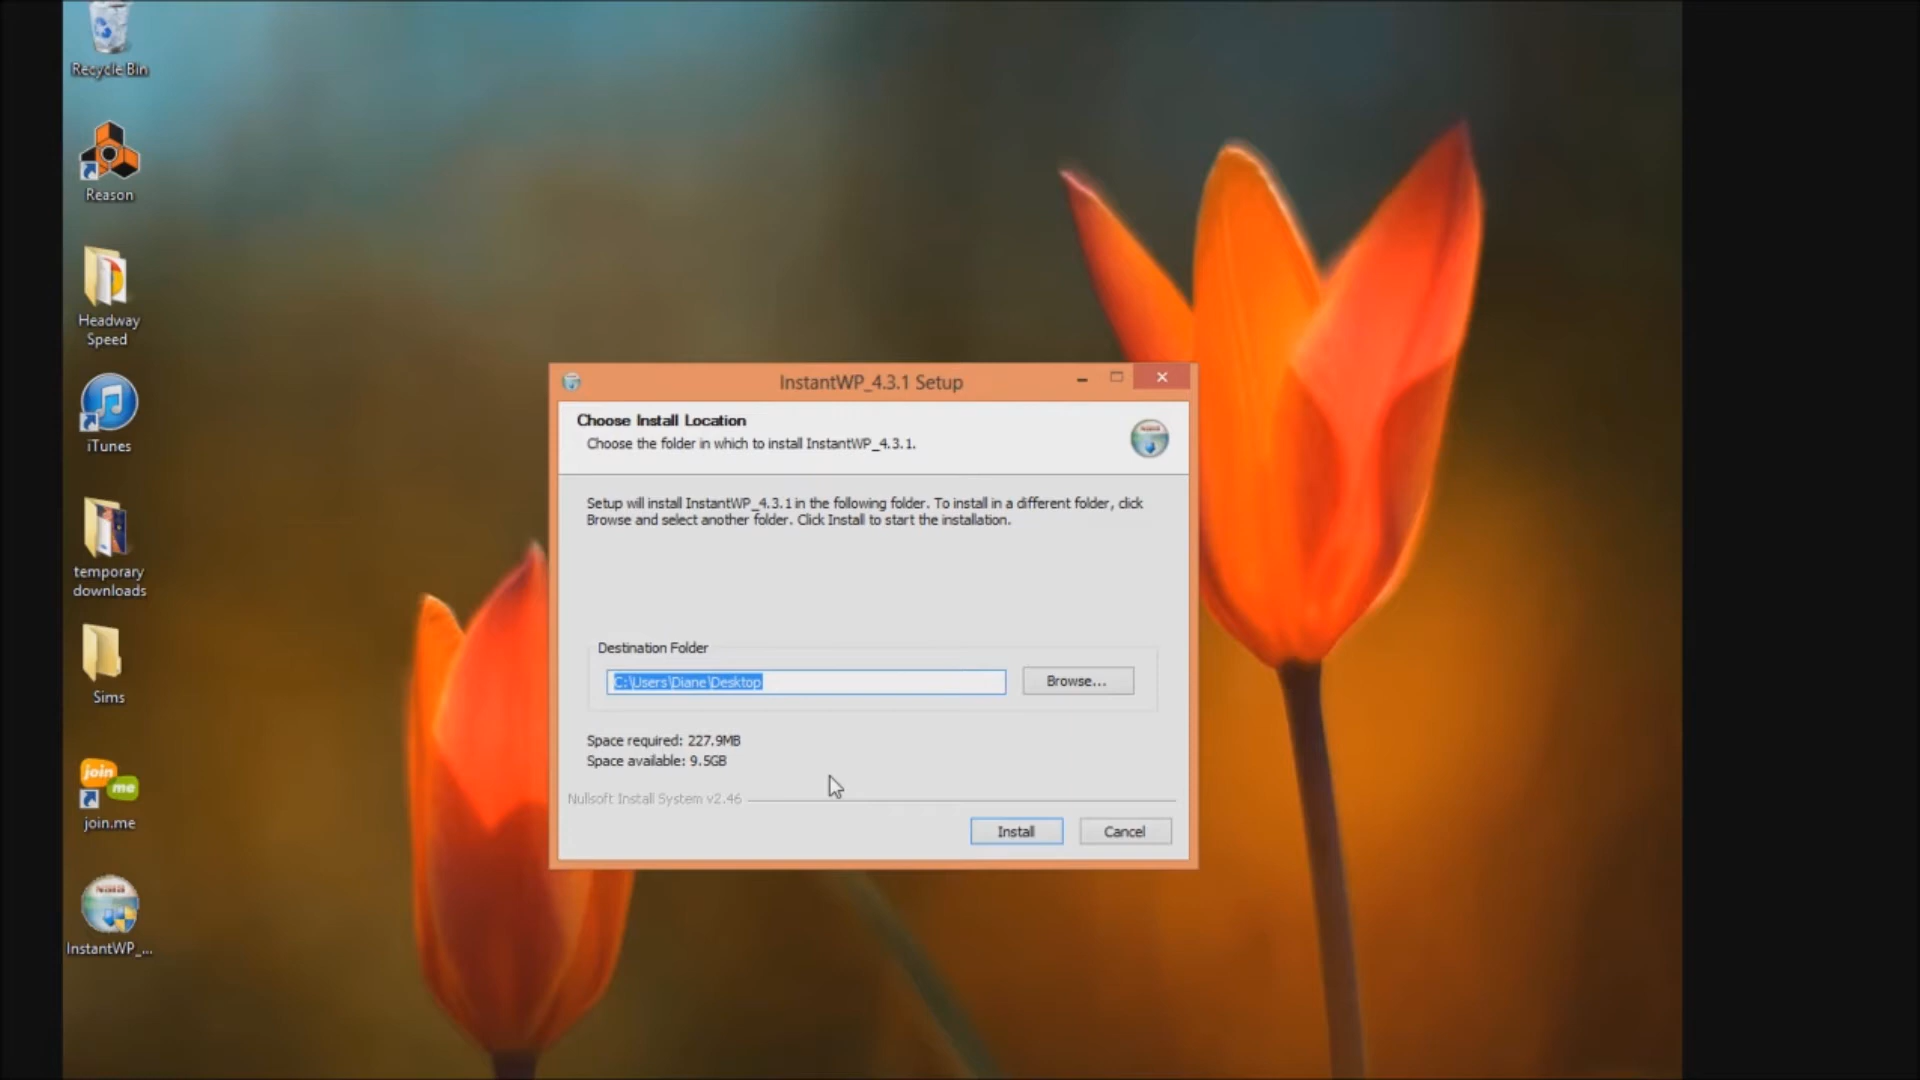 Recycle Bin
Reason
Headway
Speed
iTunes
temporary
downloads
Sims
join
me
join.me
InstantWP_...
InstantWP_4.3.1 Setup
Choose Install Location
Choose the folder in which to install InstantWP_4.3.1.
Setup will install InstantWP_4.3.1 in the following folder. To install in a different folder, click
Browse and select another folder. Click Install to start the installation.
Destination Folder
C:\Users\Diane\Desktop
Browse...
Space required: 227.9MB
Space available: 9.5GB
Nullsoft Install System v2.46
Install
Cancel